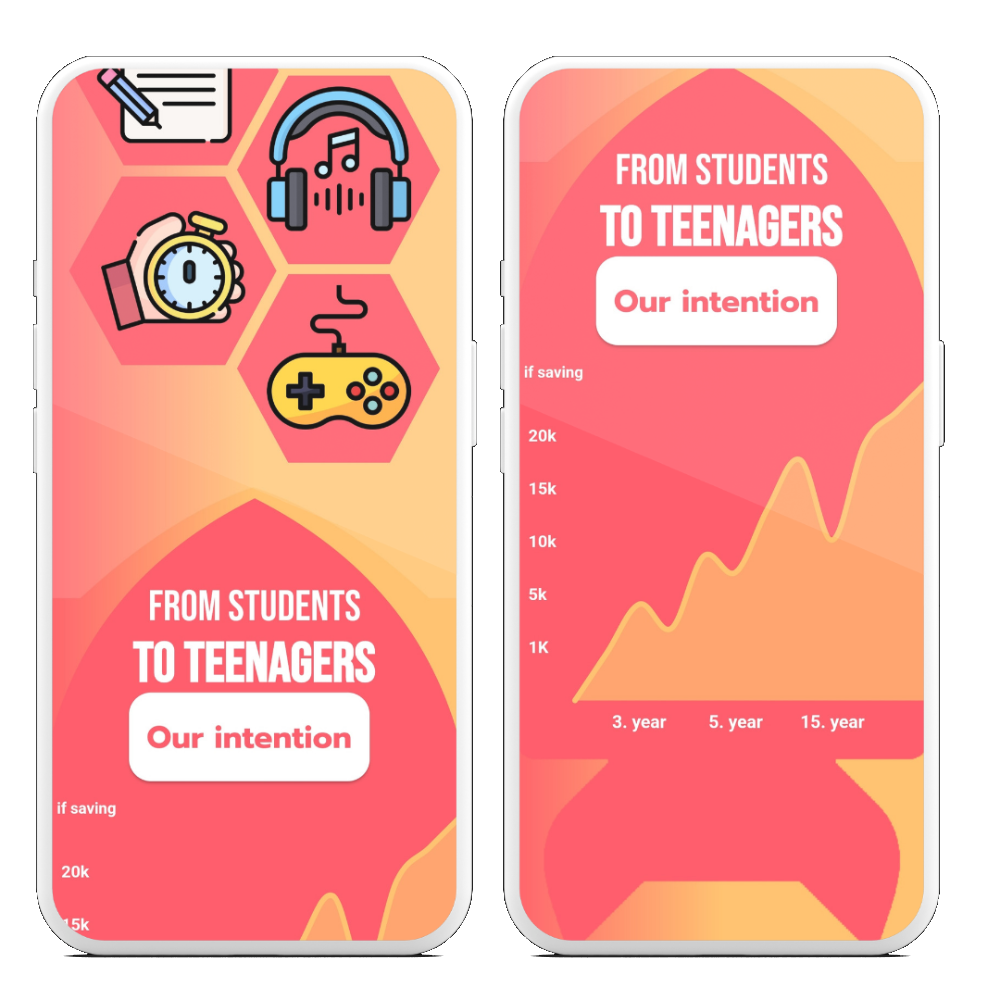 FROM STUDENTS
TO TEENAGERS
Our intention
if saving
20k
15k
FROM STUDENTS
TO TEENAGERS
Our intention
if saving
20k
15k
10k
5k
1K
3. year 5. year 15. year